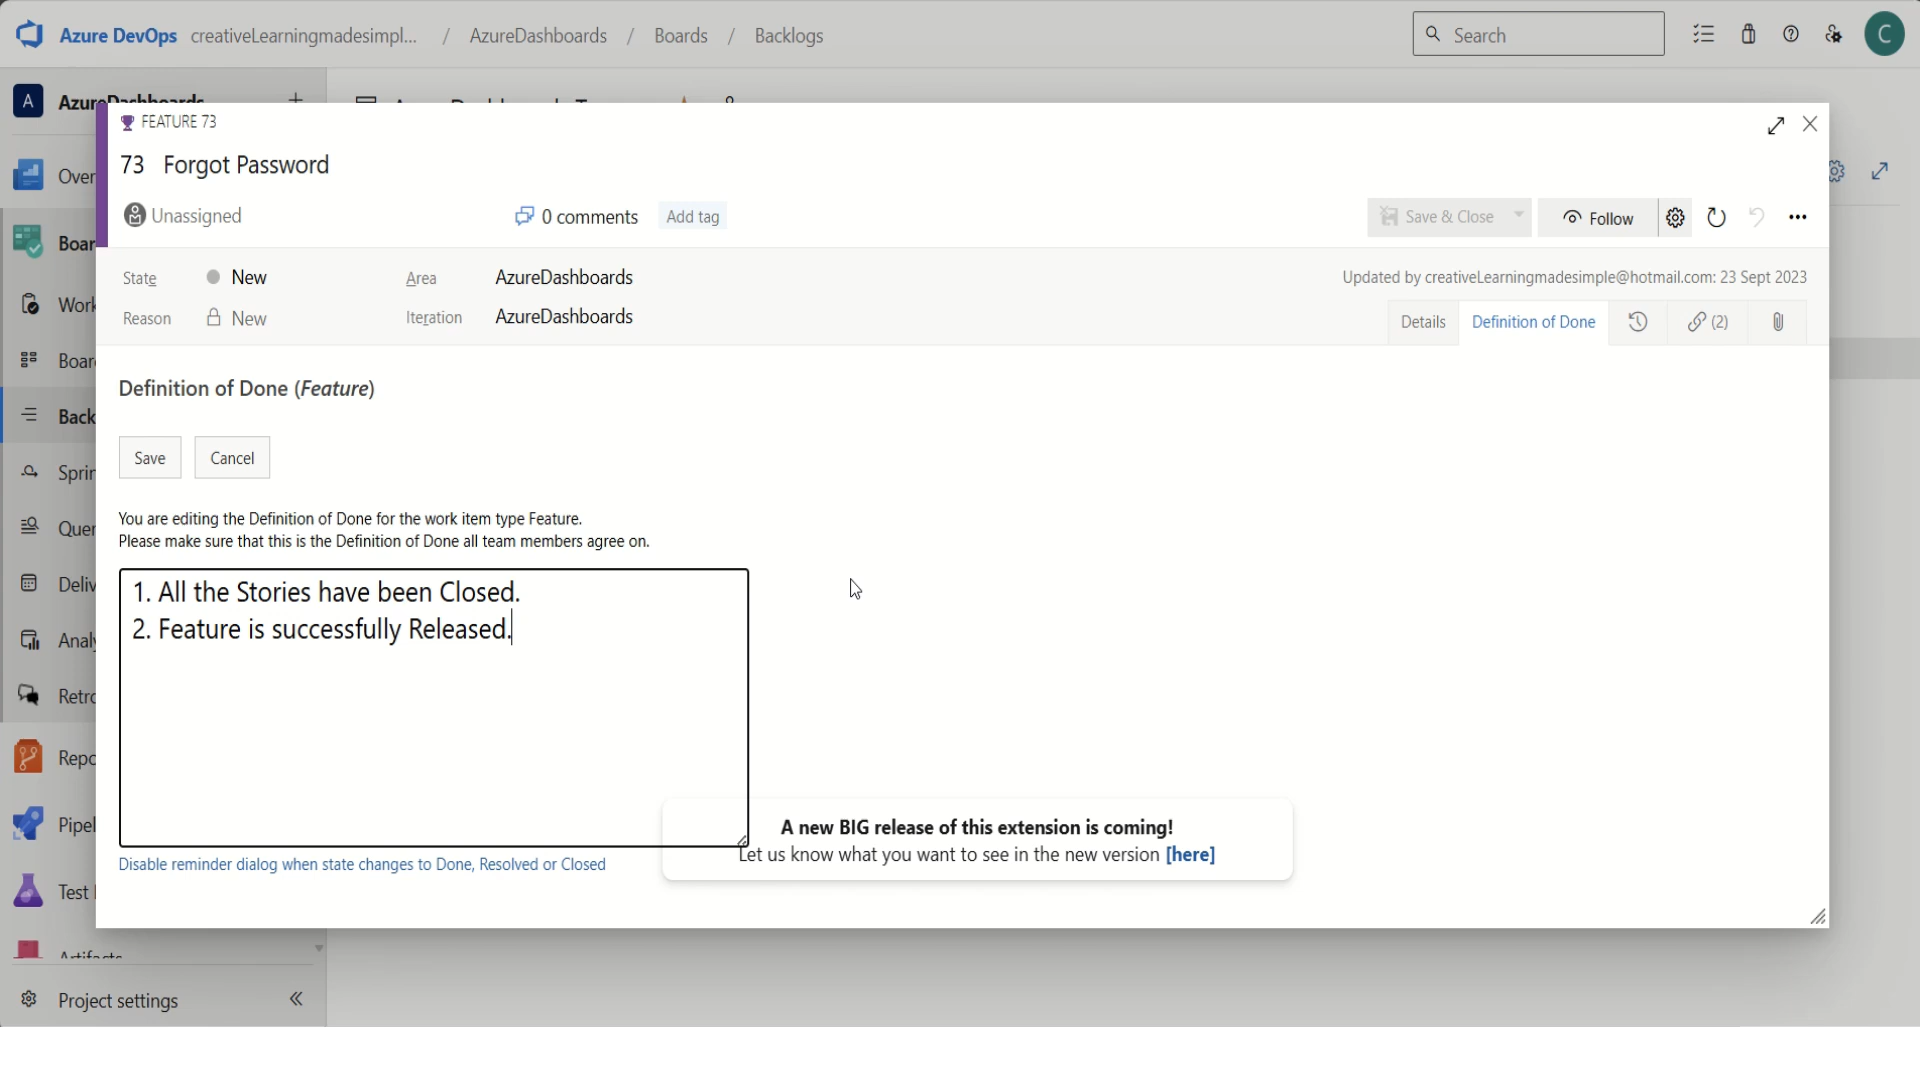 Azure DevOps creativeLearningmadesimpl... / AzureDashboards / Boards / Backlogs
Search
C
A
FEATURE 73
73 Forgot Password
Unassigned
0 comments
Add tag
Save & Close
Follow
State New
Area AzureDashboards
Updated by creativeLearningmadesimple@hotmail.com: 23 Sept 2023
Reason New
Iteration AzureDashboards
Details
Definition of Done
(2)
Definition of Done (Feature)
Save
Cancel
You are editing the Definition of Done for the work item type Feature.
Please make sure that this is the Definition of Done all team members agree on.
1. All the Stories have been Closed.
2. Feature is successfully Released.
A new BIG release of this extension is coming!
Let us know what you want to see in the new version [here]
Disable reminder dialog when state changes to Done, Resolved or Closed
Test
Project settings